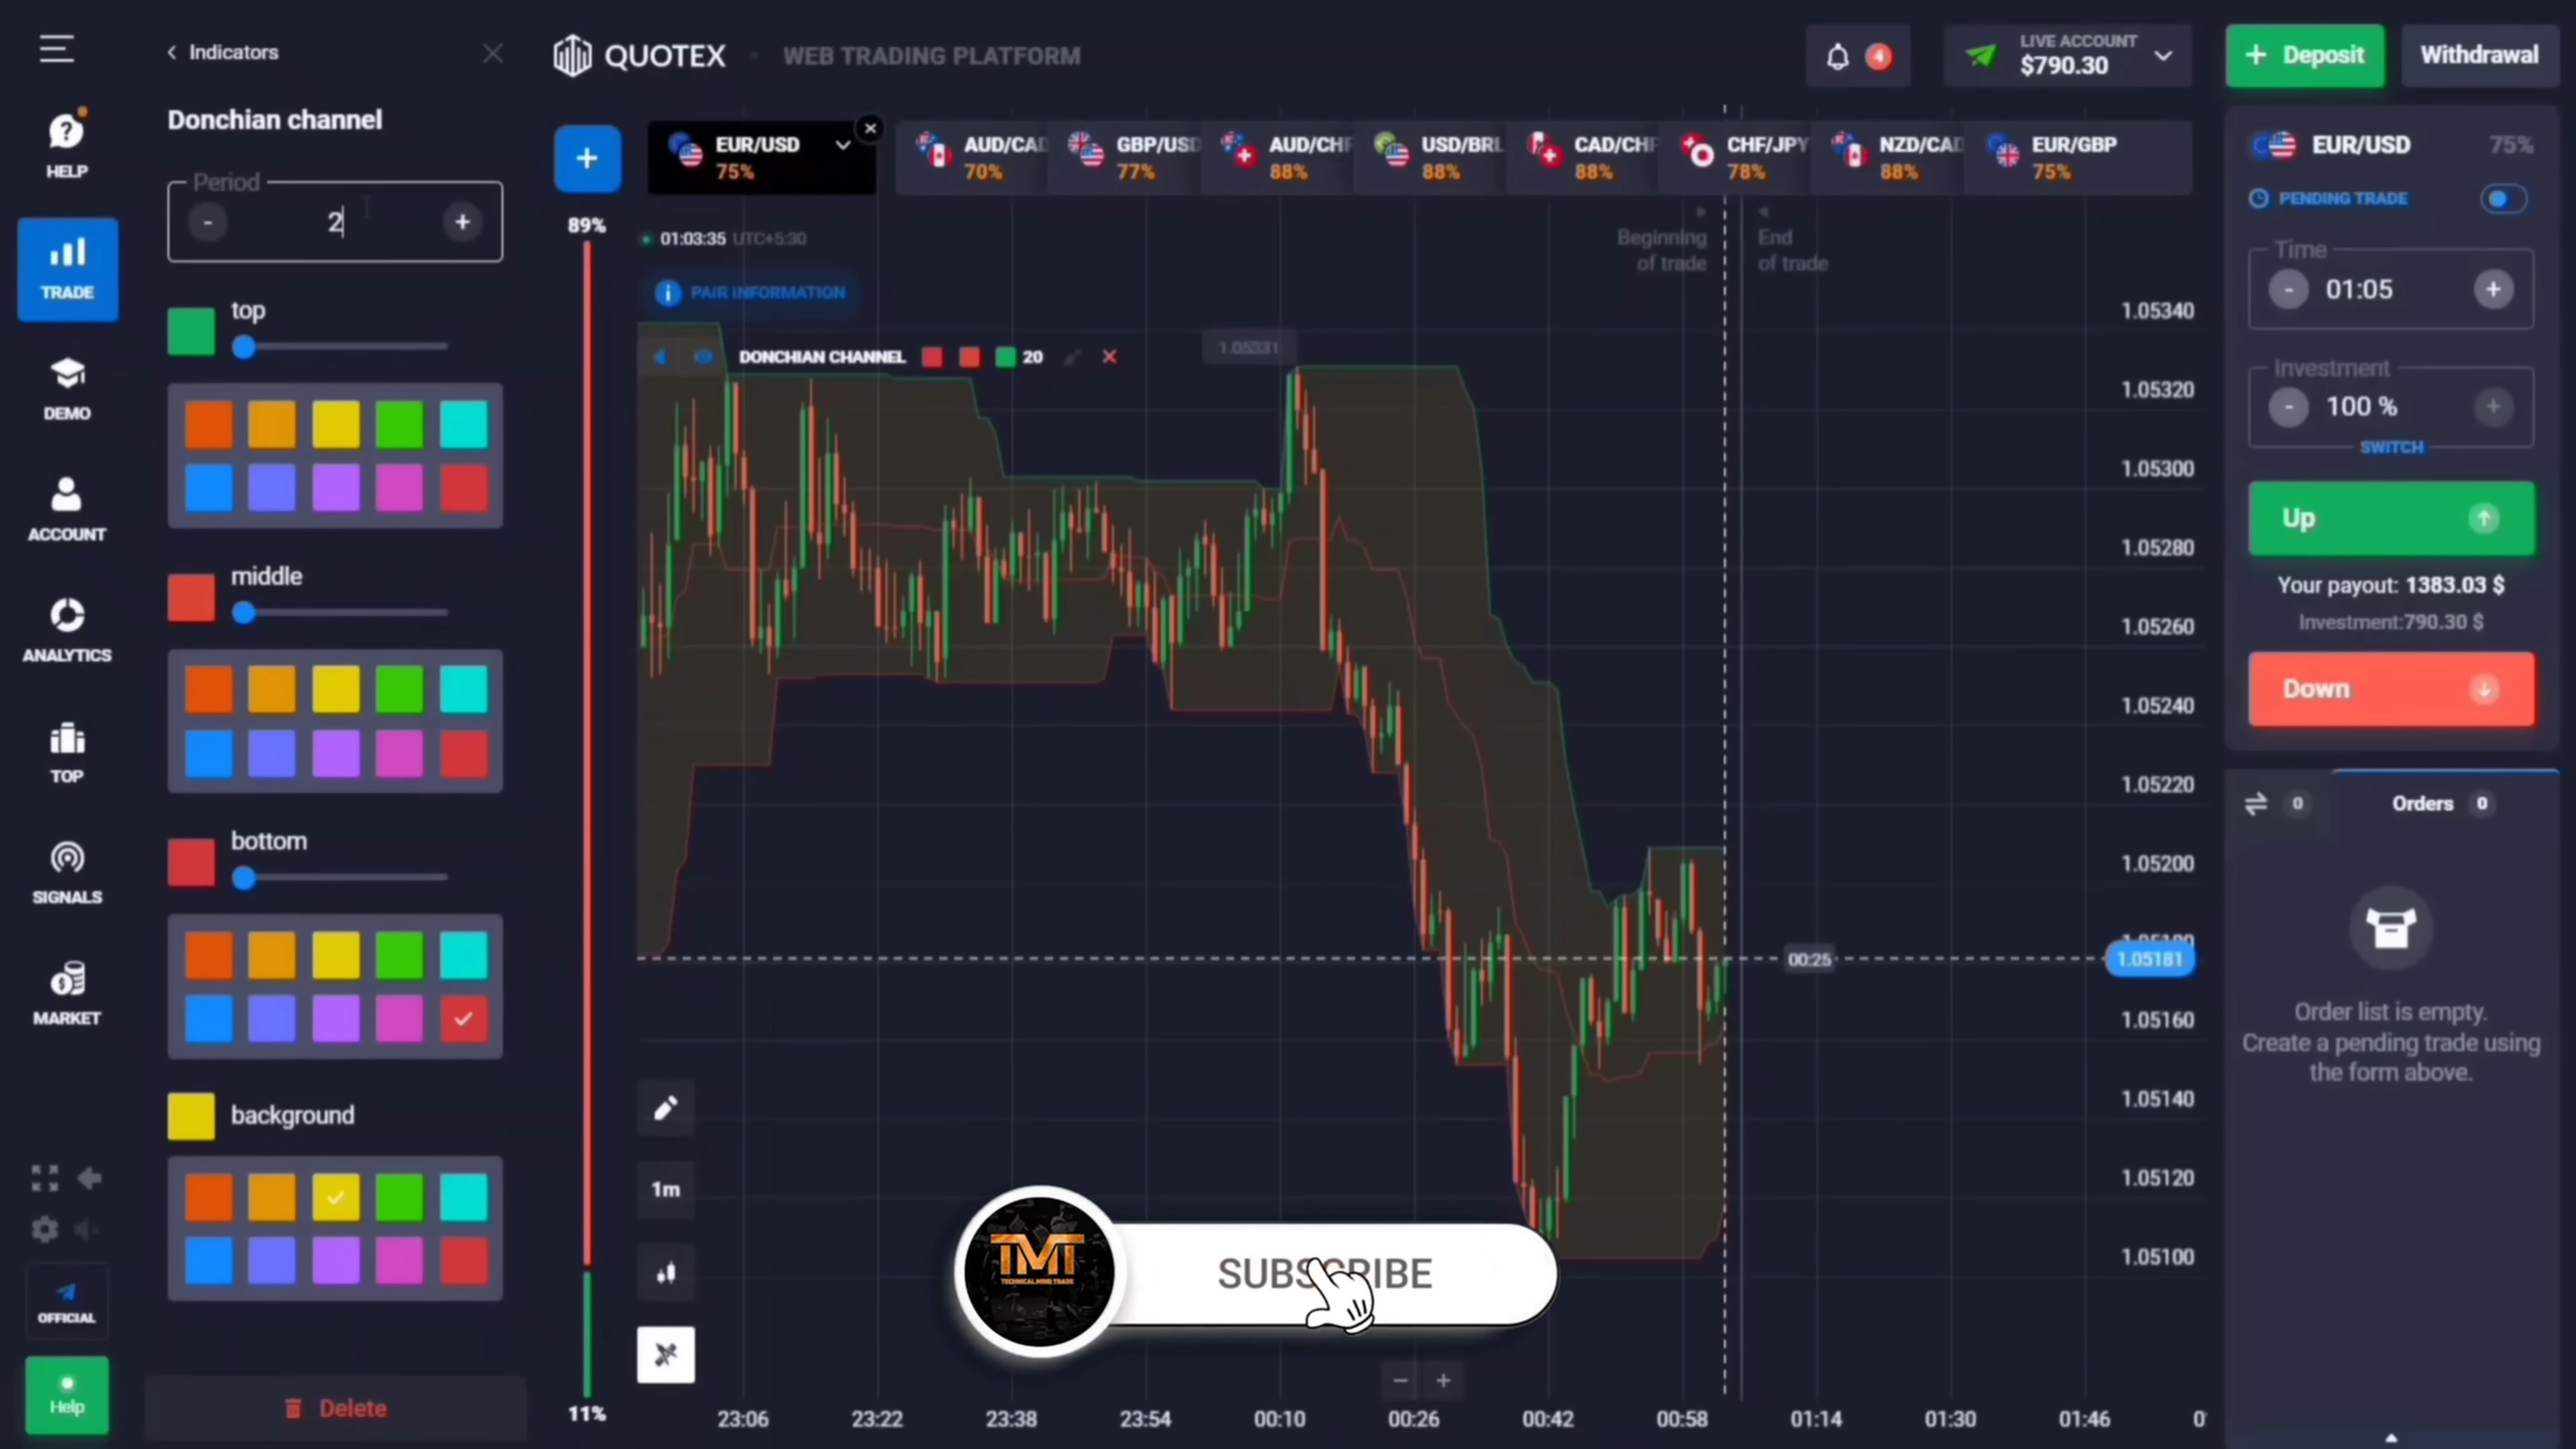 Indicators
Donchian channel
Period
- 2 +
top
middle
bottom
background
Delete
HELP
TRADE
DEMO
ACCOUNT
ANALYTICS
TOP
SIGNALS
MARKET
OFFICIAL
Help
QUOTEX
WEB TRADING PLATFORM
4
LIVE ACCOUNT
$790.30
+ Deposit
Withdrawal
+
EUR/USD
75%
AUD/CAD
70%
GBP/USD
77%
AUD/CHF
88%
USD/BRL
88%
CAD/CHF
88%
CHF/JPY
78%
NZD/CAD
88%
EUR/GBP
75%
89%
11%
01:03:35 UTC+5:30
PAIR INFORMATION
DONCHIAN CHANNEL 20
1.05331
Beginning
of trade
End
of trade
1.05340
1.05320
1.05300
1.05280
1.05260
1.05240
1.05220
1.05200
1.05181
1.05160
1.05140
1.05120
1.05100
00:25
1m
TMT
TECHNICAL MIND TRADE
SUBSCRIBE
- +
23:06 23:22 23:38 23:54 00:10 00:26 00:42 00:58 01:14 01:30 01:46
EUR/USD 75%
PENDING TRADE
Time
- 01:05 +
Investment
- 100 % +
SWITCH
Up
Your payout: 1383.03 $
Investment:790.30 $
Down
0
Orders 0
Order list is empty.
Create a pending trade using
the form above.